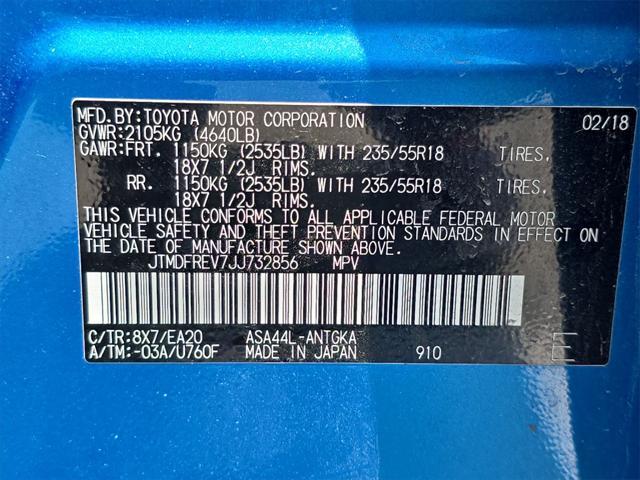 MFD.BY:TOYOTA MOTOR CORPORATION 02/18
GVWR:2105KG (4640LB)
GAWR:FRT. 1150KG (2535LB) WITH 235/55R18 TIRES,
18X7 1/2J RIMS.
RR. 1150KG (2535LB) WITH 235/55R18 TIRES,
18X7 1/2J RIMS.
THIS VEHICLE CONFORMS TO ALL APPLICABLE FEDERAL MOTOR
VEHICLE SAFETY AND THEFT PREVENTION STANDARDS IN EFFECT ON
THE DATE OF MANUFACTURE SHOWN ABOVE.
JTMDFREV7JJ732856 MPV
C/TR:8X7/EA20 ASA44L-ANTGKA E
A/TM:-03A/U760F MADE IN JAPAN 910